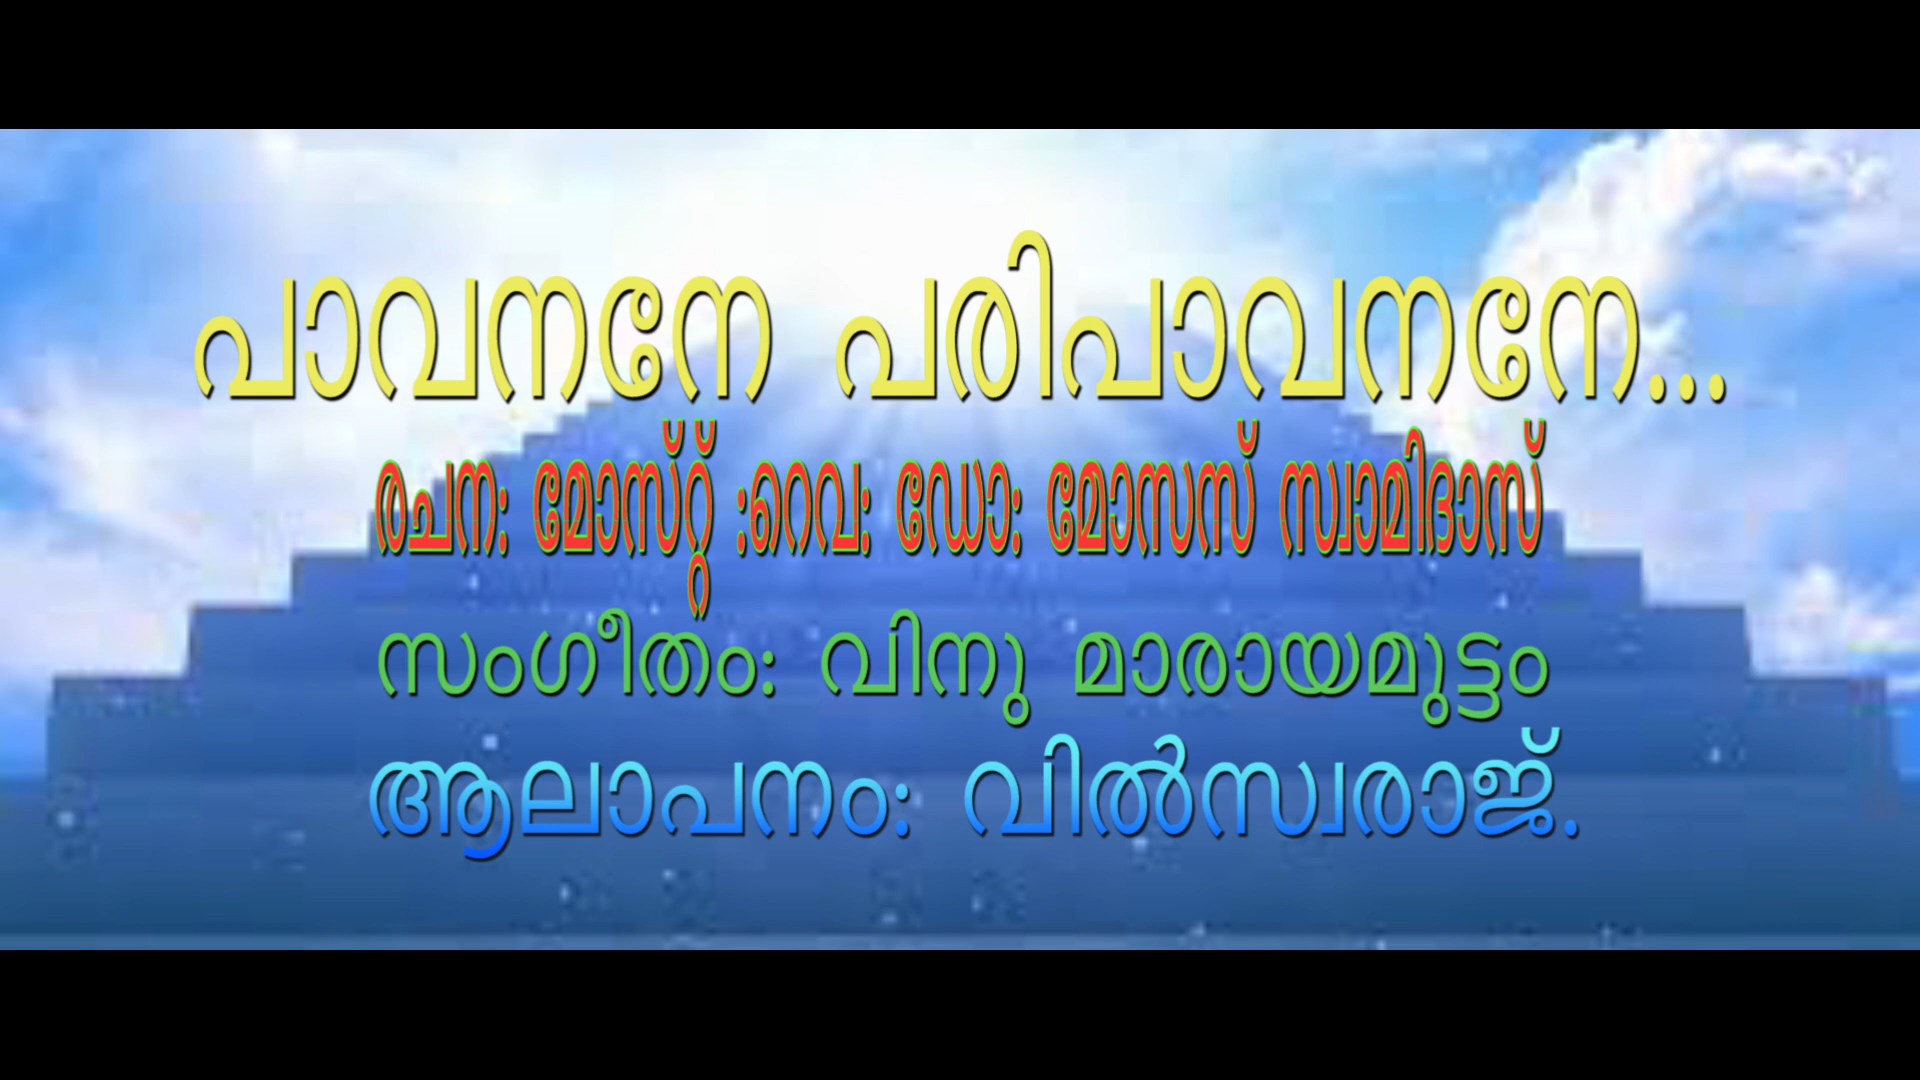 പാവനനേ പരിപാവനനേ...
രചന: മോസ്റ്റ് :റെവ: ഡോ: മോസസ് സ്വാമിദാസ്
സംഗീതം: വിനു മാരായമുട്ടം
ആലാപനം: വിൽസ്വരാജ്.